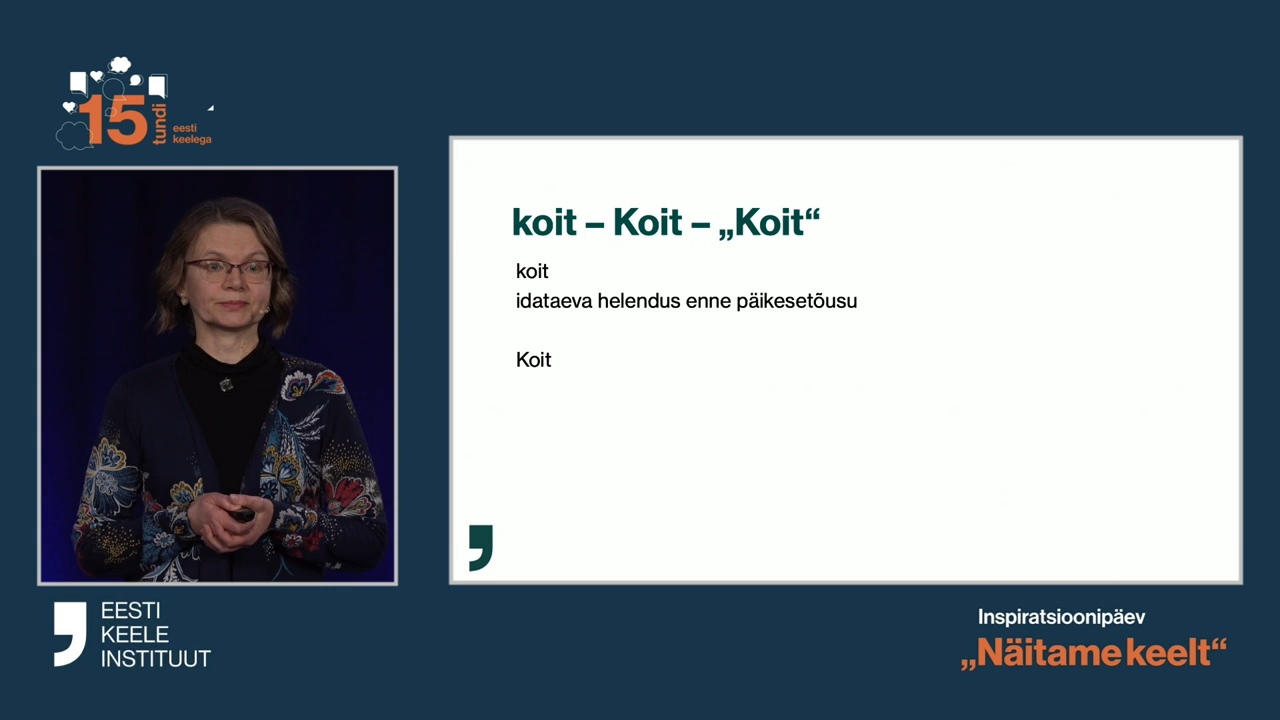 15
tundi
eesti
keelega
koit – Koit – „Koit“
koit
idataeva helendus enne päikesetõusu
Koit
EESTI
KEELE
INSTITUUT
Inspiratsioonipäev
„Näitame keelt“